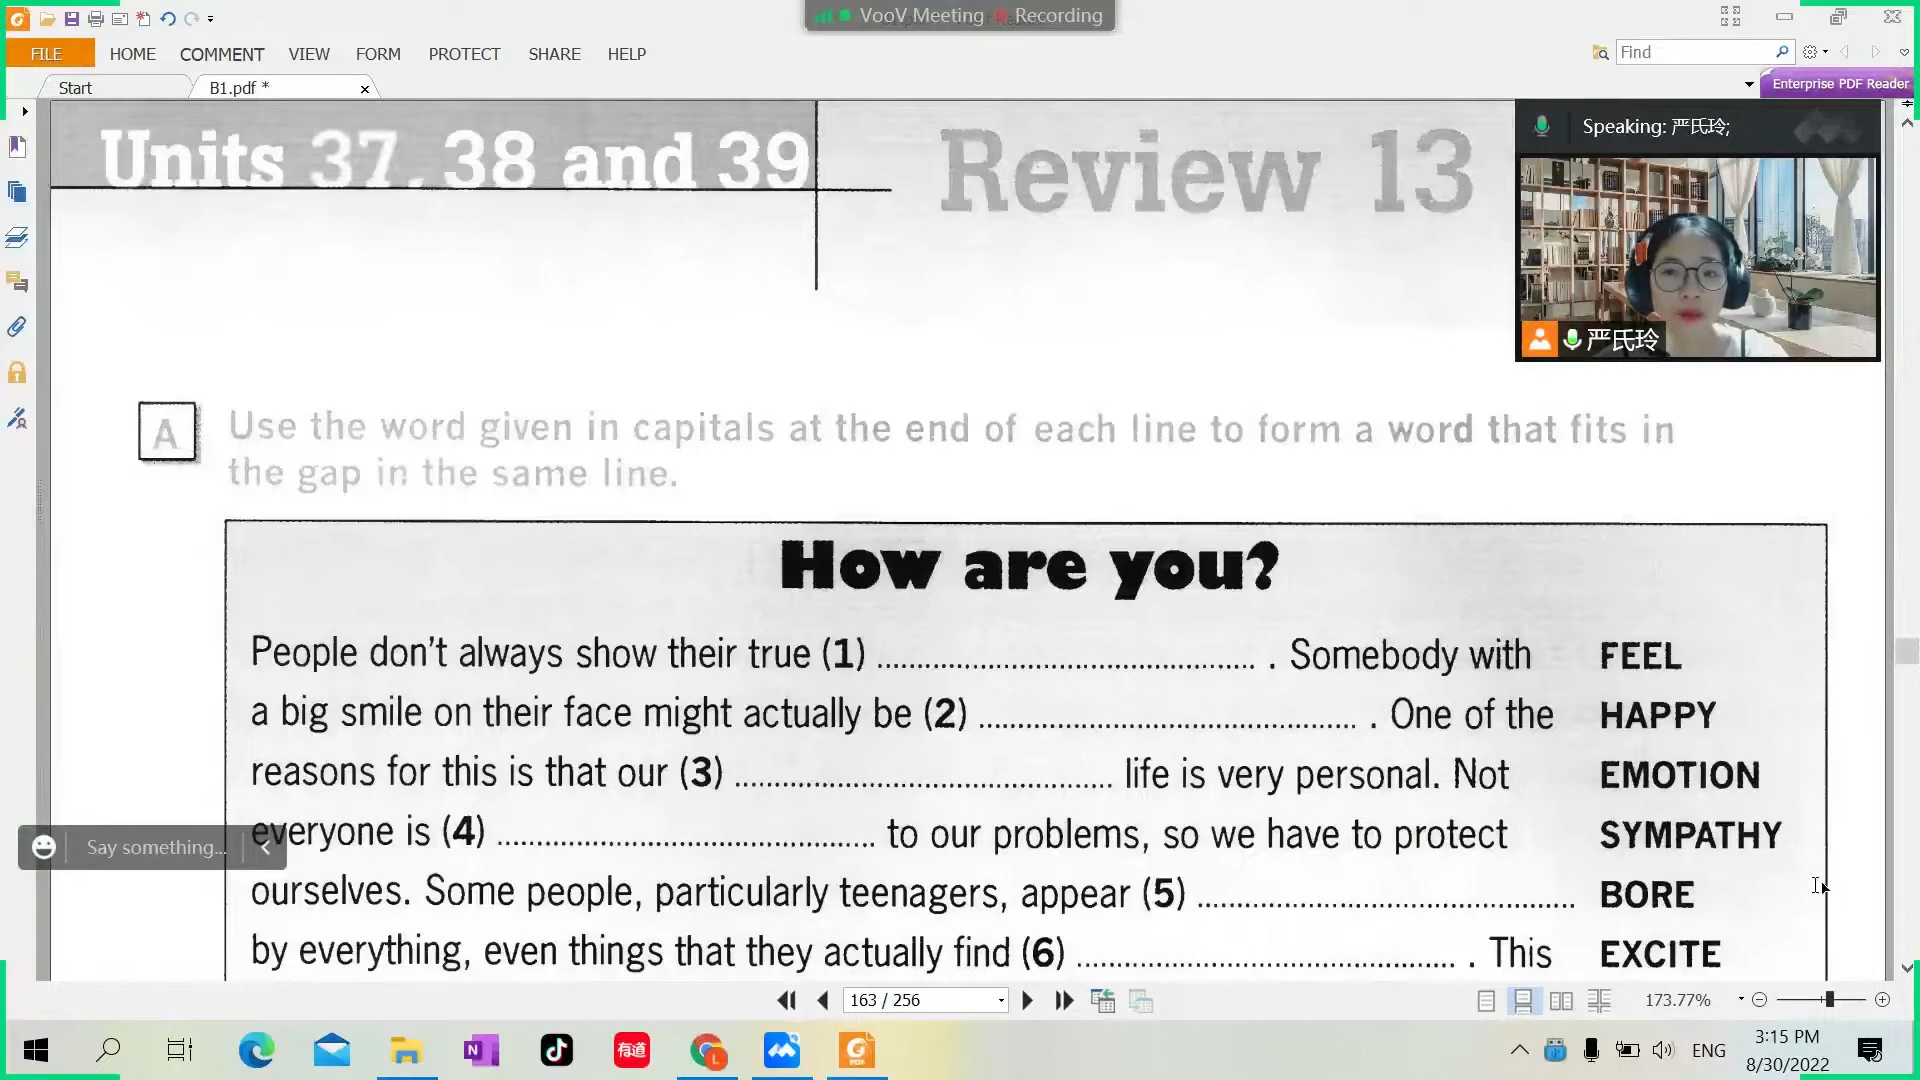 VooV Meeting Recording
FILE HOME COMMENT VIEW FORM PROTECT SHARE HELP
Find
Start B1.pdf *
Enterprise PDF Reader
Units 37, 38 and 39
Review 13
Speaking: 严氏玲;
严氏玲
A Use the word given in capitals at the end of each line to form a word that fits in
the gap in the same line.
How are you?
People don't always show their true (1) ............................................... . Somebody with FEEL
a big smile on their face might actually be (2) ............................................... . One of the HAPPY
reasons for this is that our (3) ............................................... life is very personal. Not EMOTION
everyone is (4) ............................................... to our problems, so we have to protect SYMPATHY
Say something...
ourselves. Some people, particularly teenagers, appear (5) ............................................... BORE
by everything, even things that they actually find (6) ............................................... . This EXCITE
163 / 256
173.77%
有道
PDF
ENG
3:15 PM
8/30/2022